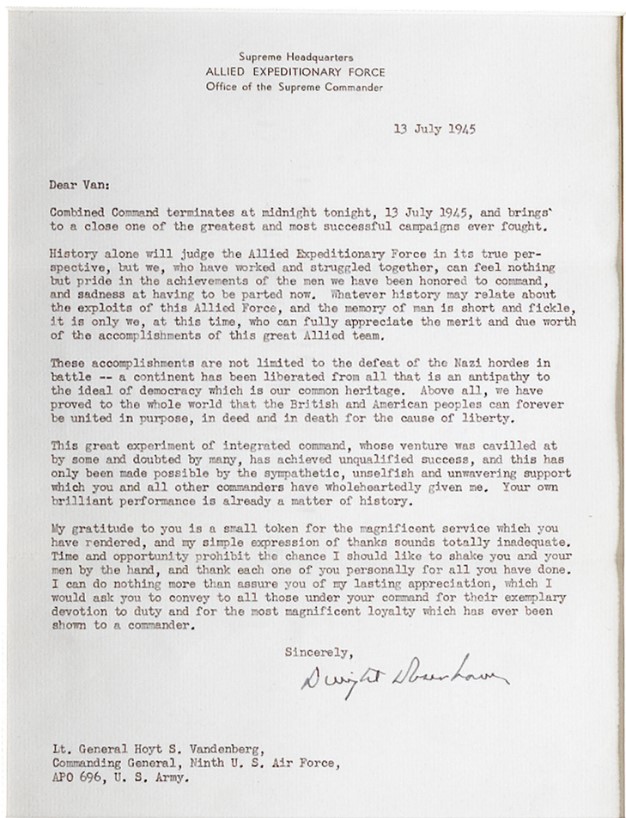 Supreme Headquarters
ALLIED EXPEDITIONARY FORCE
Office of the Supreme Commander
13 July 1945
Dear Van:
Combined Command terminates at midnight tonight, 13 July 1945, and brings
to a close one of the greatest and most successful campaigns ever fought.
History alone will judge the Allied Expeditionary Force in its true per-
spective, but we, who have worked and struggled together, can feel nothing
but pride in the achievements of the men we have been honored to command,
and sadness at having to be parted now. Whatever history may relate about
the exploits of this Allied Force, and the memory of man is short and fickle,
it is only we, at this time, who can fully appreciate the merit and due worth
of the accomplishments of this great Allied team.
These accomplishments are not limited to the defeat of the Nazi hordes in
battle -- a continent has been liberated from all that is an antipathy to
the ideal of democracy which is our common heritage. Above all, we have
proved to the whole world that the British and American peoples can forever
be united in purpose, in deed and in death for the cause of liberty.
This great experiment of integrated command, whose venture was cavilled at
by some and doubted by many, has achieved unqualified success, and this has
only been made possible by the sympathetic, unselfish and unwavering support
which you and all other commanders have wholeheartedly given me. Your own
brilliant performance is already a matter of history.
My gratitude to you is a small token for the magnificent service which you
have rendered, and my simple expression of thanks sounds totally inadequate.
Time and opportunity prohibit the chance I should like to shake you and your
men by the hand, and thank each one of you personally for all you have done.
I can do nothing more than assure you of my lasting appreciation, which I
would ask you to convey to all those under your command for their exemplary
devotion to duty and for the most magnificent loyalty which has ever been
shown to a commander.
Sincerely,
Dwight D Eisenhower
Lt. General Hoyt S. Vandenberg,
Commanding General, Ninth U. S. Air Force,
APO 696, U. S. Army.